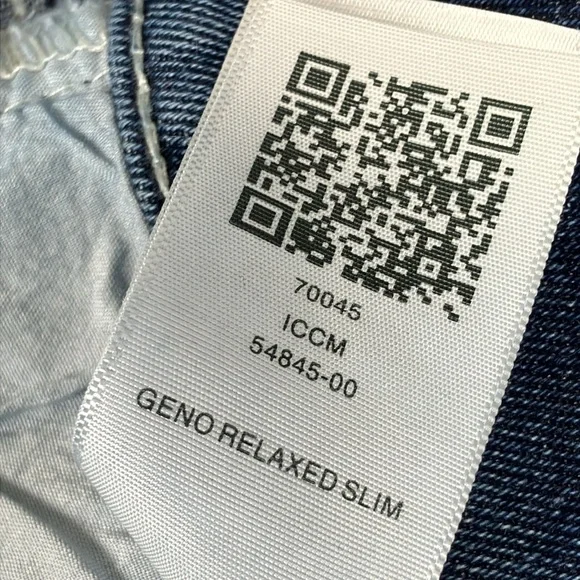 70045
ICCM
54845-00
GENO RELAXED SLIM